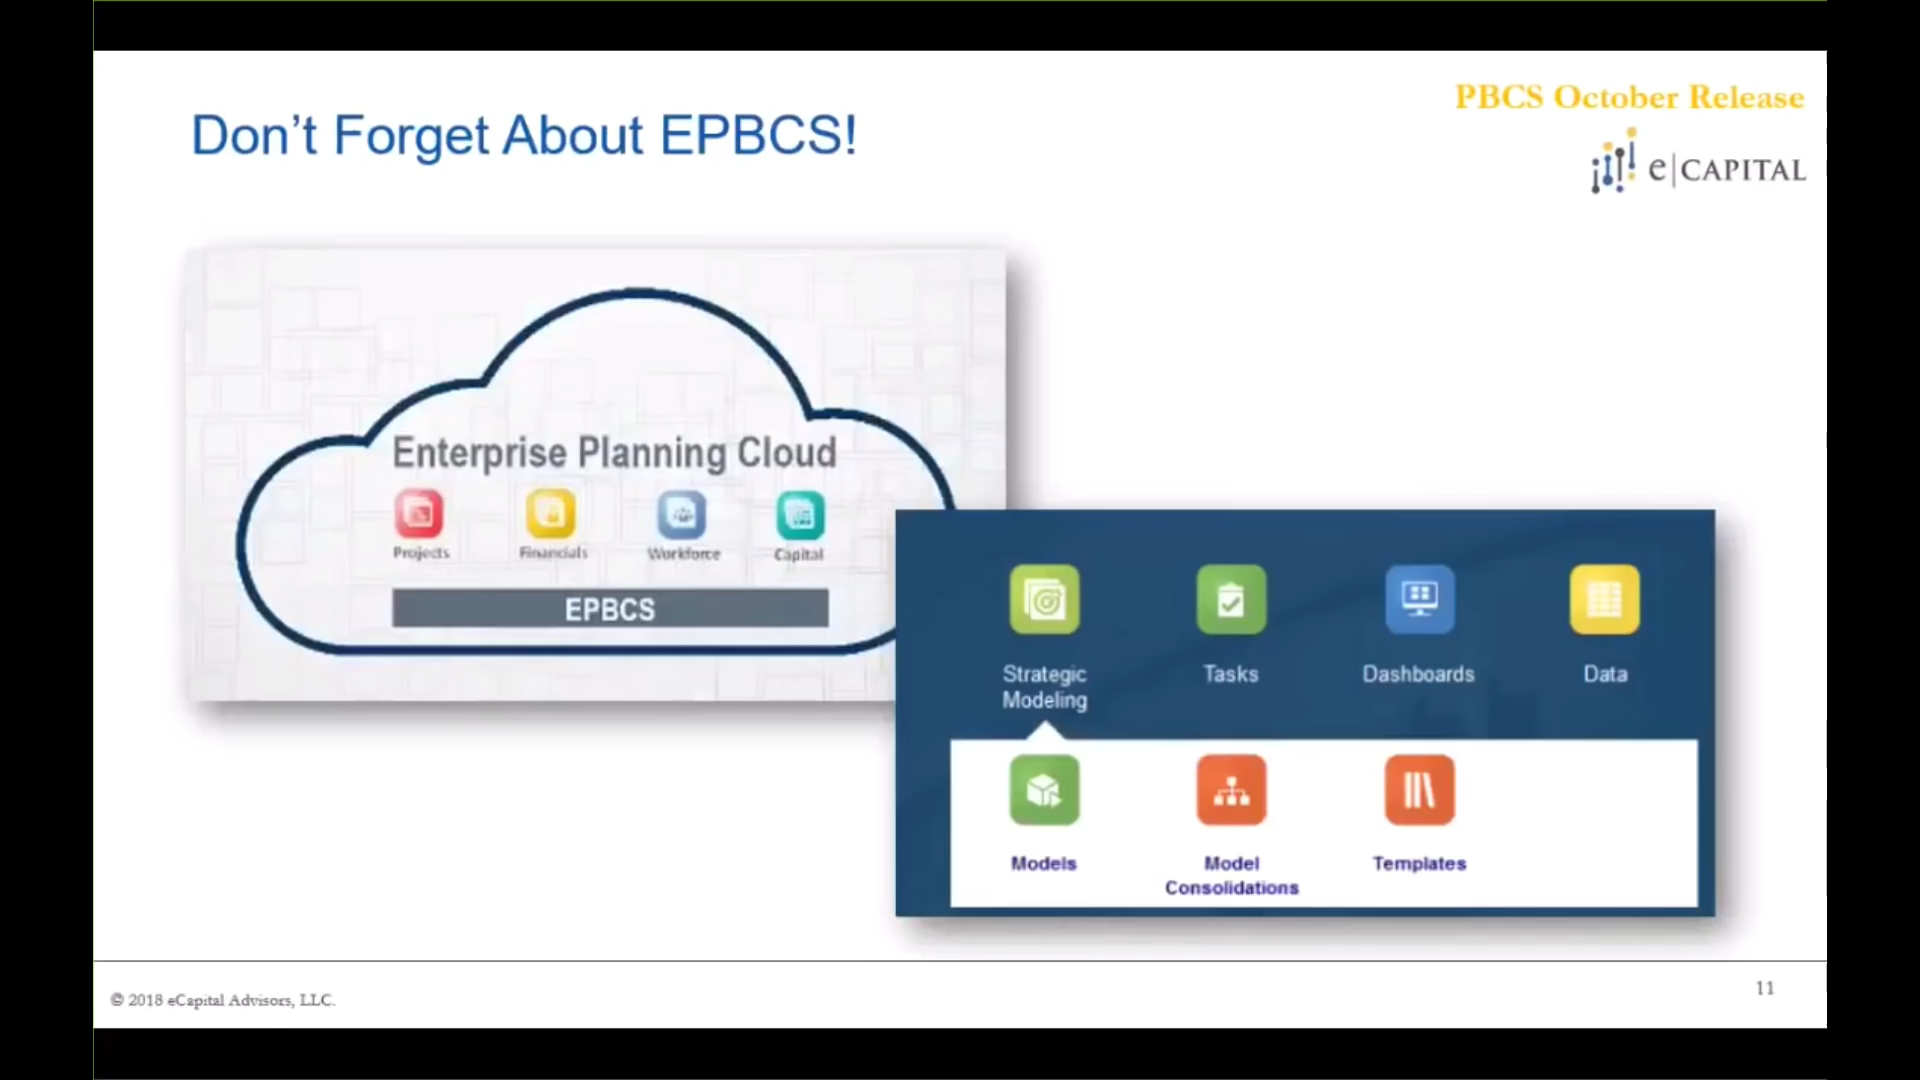 PBCS October Release
Don't Forget About EPBCS!
e|CAPITAL
Enterprise Planning Cloud
Projects Financials Workforce Capital
EPBCS
Strategic Modeling Tasks Dashboards Data
Models Model Consolidations Templates
© 2018 eCapital Advisors, LLC.
11